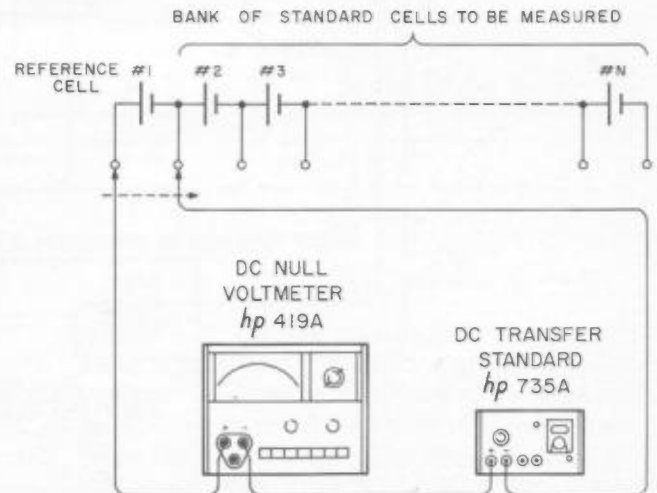 BANK OF STANDARD CELLS TO BE MEASURED
REFERENCE CELL
#1 #2 #3 #N
DC NULL
VOLTMETER
hp 419A
DC TRANSFER
STANDARD
hp 735A
+ -
+ -